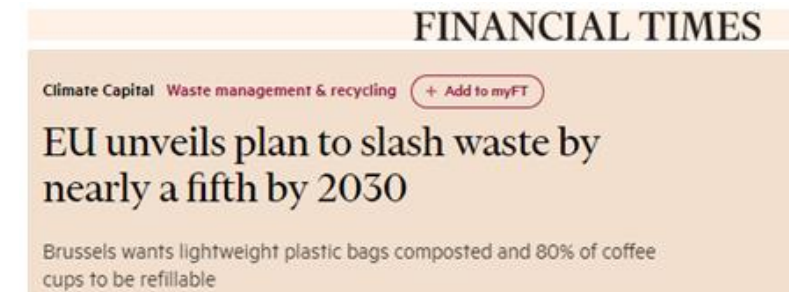 FINANCIAL TIMES
Climate Capital Waste management & recycling + Add to myFT
EU unveils plan to slash waste by
nearly a fifth by 2030
Brussels wants lightweight plastic bags composted and 80% of coffee
cups to be refillable